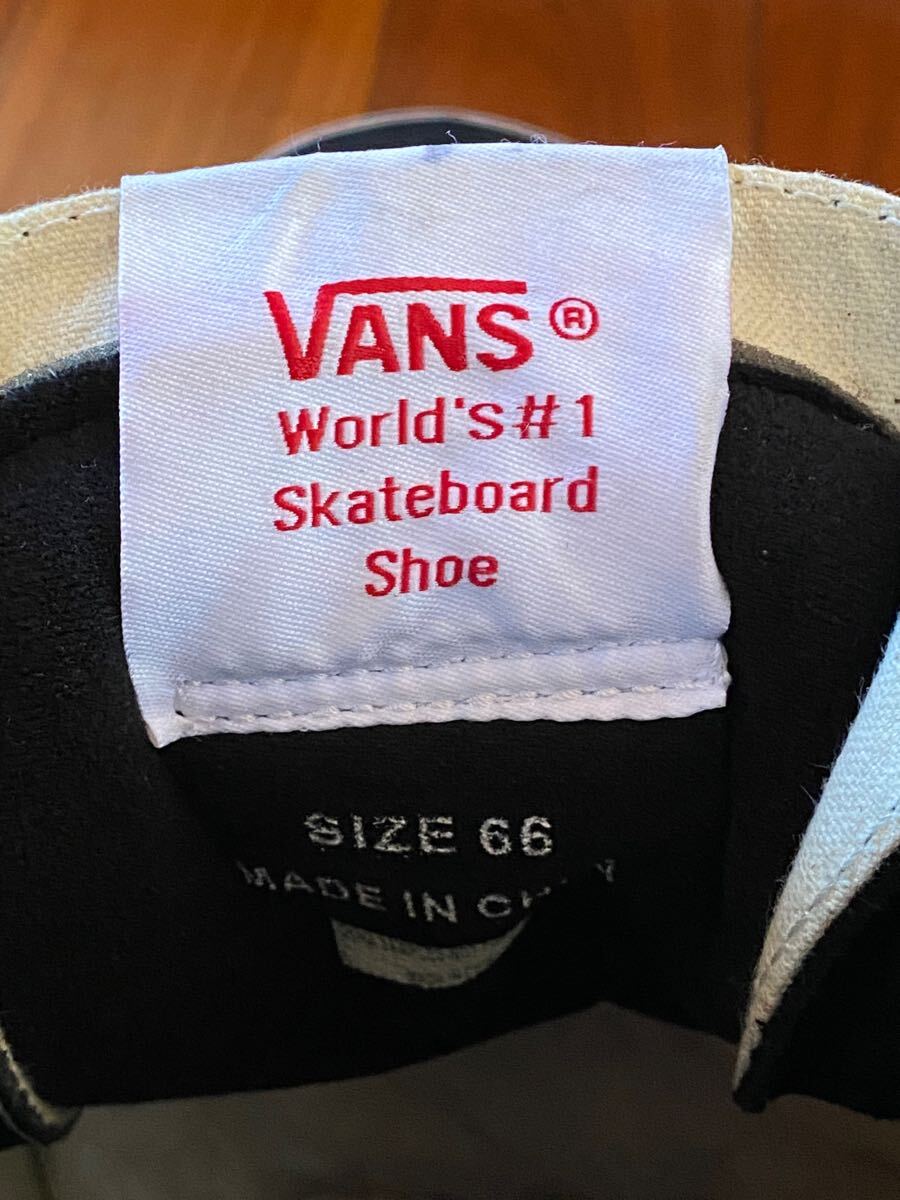 VANS®
World's #1
Skateboard
Shoe
SIZE 66
MADE IN